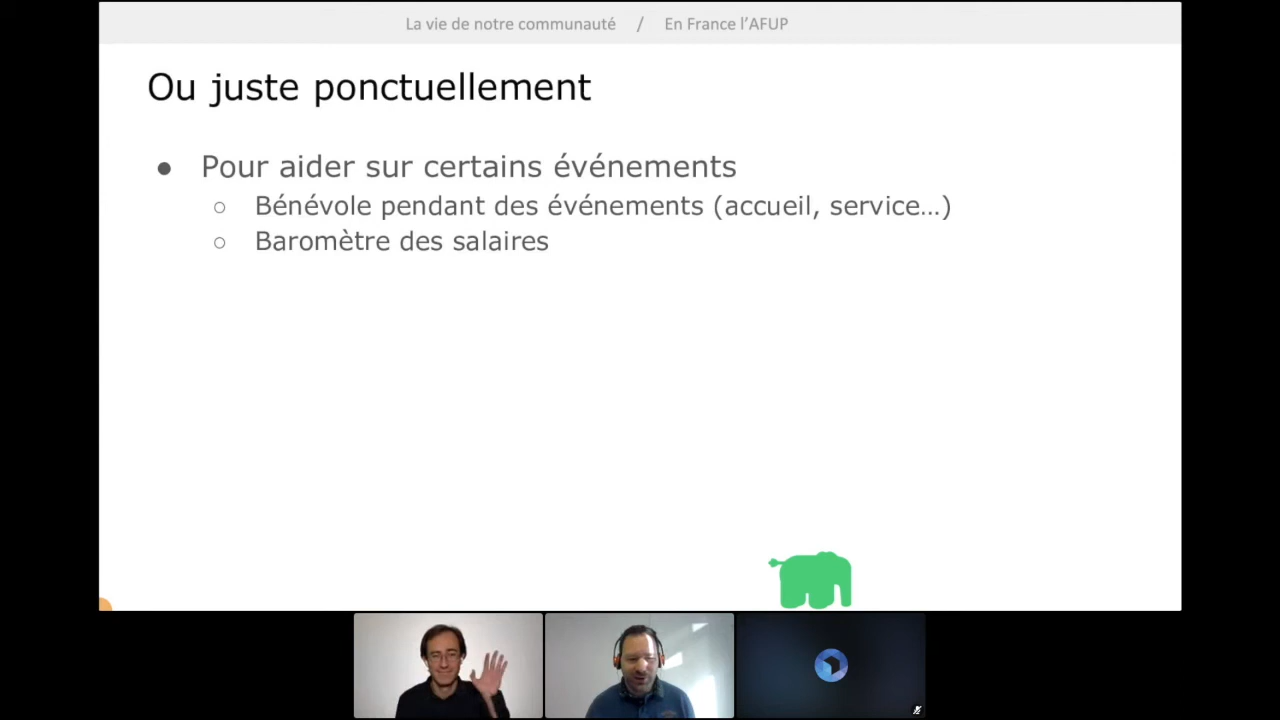 La vie de notre communauté / En France l’AFUP
Ou juste ponctuellement
● Pour aider sur certains événements
○ Bénévole pendant des événements (accueil, service…)
○ Baromètre des salaires